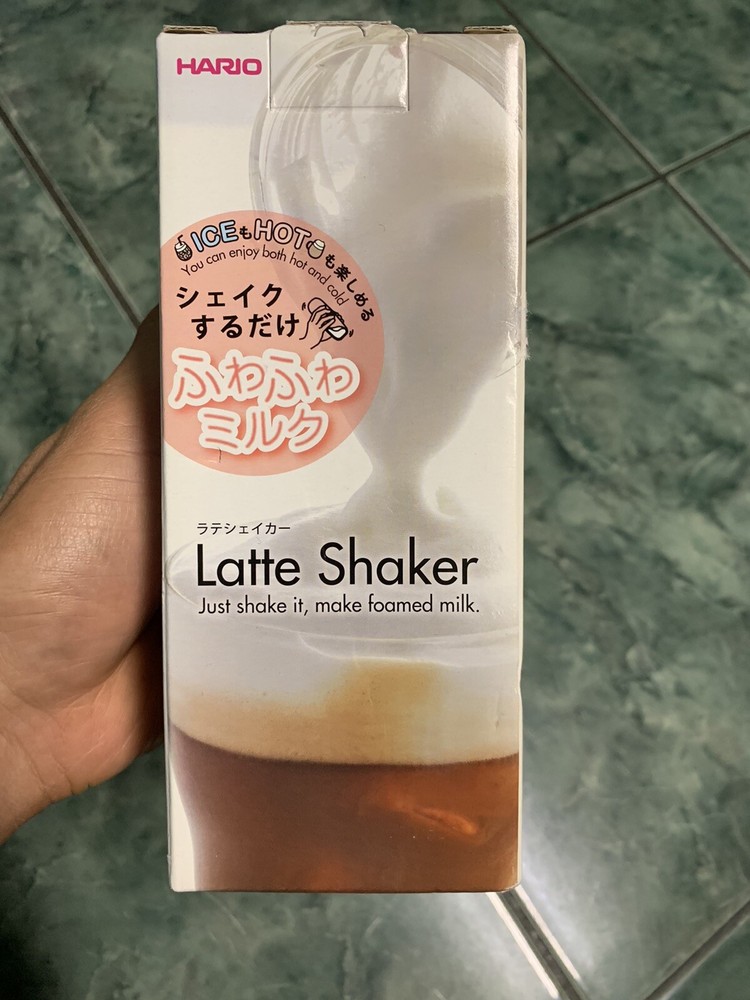 HARIO
ICEもHOTも楽しめる
You can enjoy both hot and cold
シェイク
するだけ
ふわふわ
ミルク
ラテシェイカー
Latte Shaker
Just shake it, make foamed milk.